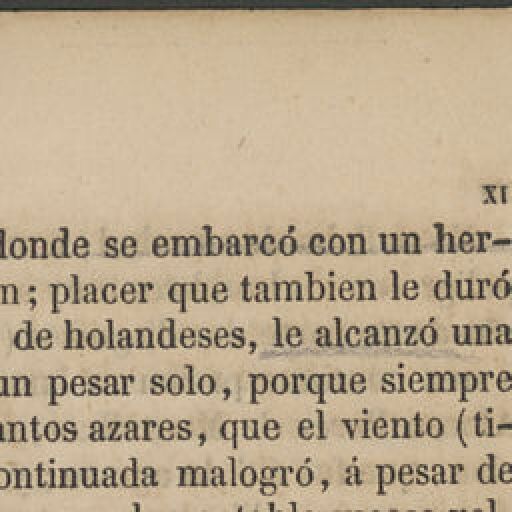 XI
donde se embarcó con un her-
n; placer que tambien le duró
de holandeses, le alcanzó una
un pesar solo, porque siempre
antos azares, que el viento (ti-
ontinuada malogró, á pesar de